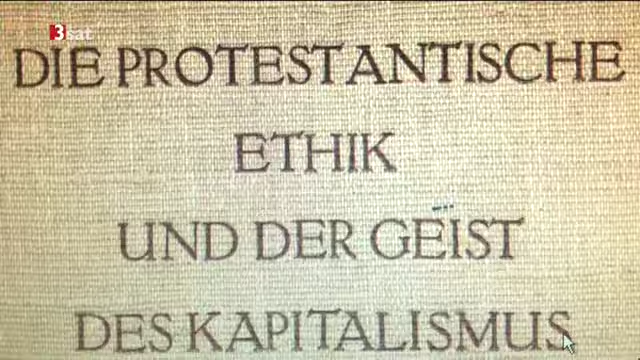 3sat
DIE PROTESTANTISCHE
ETHIK
UND DER GEIST
DES KAPITALISMUS